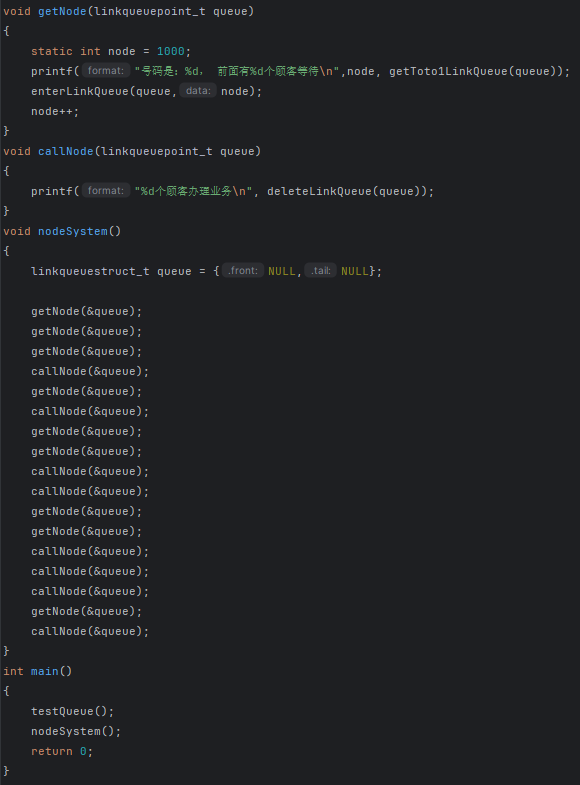 void getNode(linkqueuepoint_t queue)
{
    static int node = 1000;
    printf( format: "号码是：%d， 前面有%d个顾客等待\n",node, getToto1LinkQueue(queue));
    enterLinkQueue(queue, data: node);
    node++;
}
void callNode(linkqueuepoint_t queue)
{
    printf( format: "%d个顾客办理业务\n", deleteLinkQueue(queue));
}
void nodeSystem()
{
    linkqueuestruct_t queue = { .front: NULL, .tail: NULL};
    getNode(&queue);
    getNode(&queue);
    getNode(&queue);
    callNode(&queue);
    getNode(&queue);
    callNode(&queue);
    getNode(&queue);
    getNode(&queue);
    callNode(&queue);
    callNode(&queue);
    getNode(&queue);
    getNode(&queue);
    callNode(&queue);
    callNode(&queue);
    callNode(&queue);
    getNode(&queue);
    callNode(&queue);
}
int main()
{
    testQueue();
    nodeSystem();
    return 0;
}